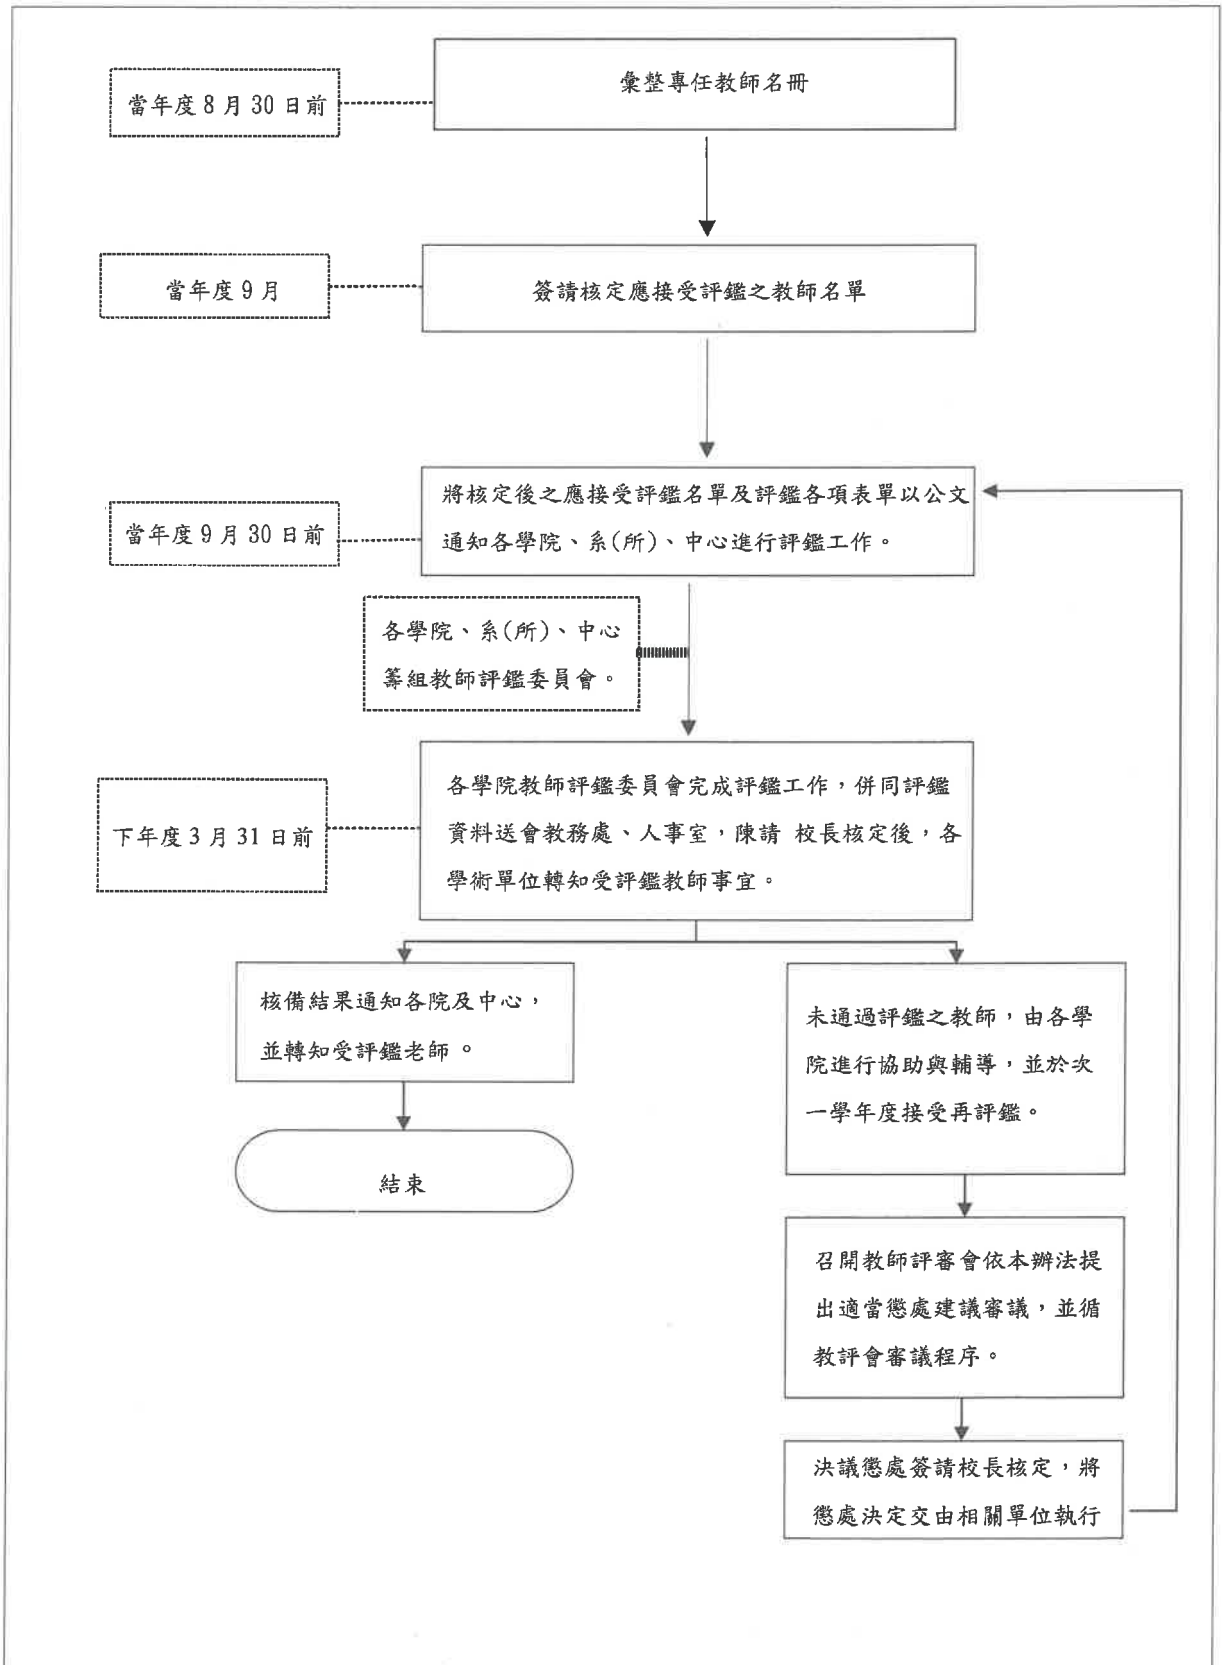 彙整專任教師名冊
當年度 8 月 30 日前
當年度 9 月
簽請核定應接受評鑑之教師名單
將核定後之應接受評鑑名單及評鑑各項表單以公文
通知各學院、系(所)、中心進行評鑑工作。
當年度 9 月 30 日前
各學院、系(所)、中心
籌組教師評鑑委員會。
各學院教師評鑑委員會完成評鑑工作,併同評鑑
資料送會教務處、人事室,陳請 校長核定後,各
學術單位轉知受評鑑教師事宜。
下年度 3 月 31 日前
核備結果通知各院及中心,
並轉知受評鑑老師 。
結束
未通過評鑑之教師,由各學
院進行協助與輔導,並於次
一學年度接受再評鑑。
召開教師評審會依本辦法提
出適當懲處建議審議,並循
教評會審議程序。
決議懲處簽請校長核定,將
懲處決定交由相關單位執行